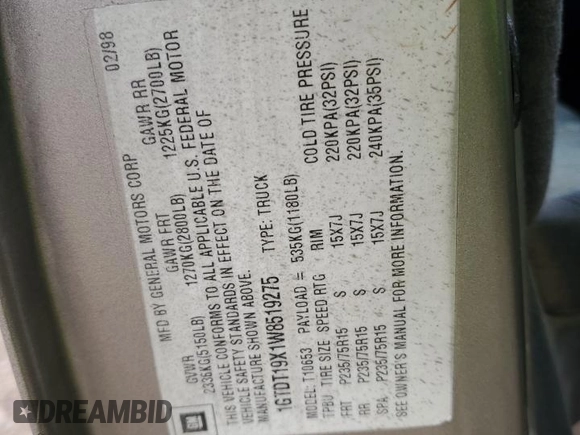 MFD BY GENERAL MOTORS CORP 02/98
GVWR GAWR FRT GAWR RR
2336KG(5150LB) 1270KG(2800LB) 1225KG(2700LB)
THIS VEHICLE CONFORMS TO ALL APPLICABLE U.S. FEDERAL MOTOR
VEHICLE SAFETY STANDARDS IN EFFECT ON THE DATE OF
MANUFACTURE SHOWN ABOVE.
1GTDT19X1W8519275 TYPE: TRUCK
MODEL: T10653 PAYLOAD = 535KG(1180LB)
TPBU TIRE SIZE SPEED RTG RIM COLD TIRE PRESSURE
FRT P235/75R15 S 15X7J 220KPA(32PSI)
RR P235/75R15 S 15X7J 220KPA(32PSI)
SPA P235/75R15 S 15X7J 240KPA(35PSI)
SEE OWNER'S MANUAL FOR MORE INFORMATION.
GM
DREAMBID